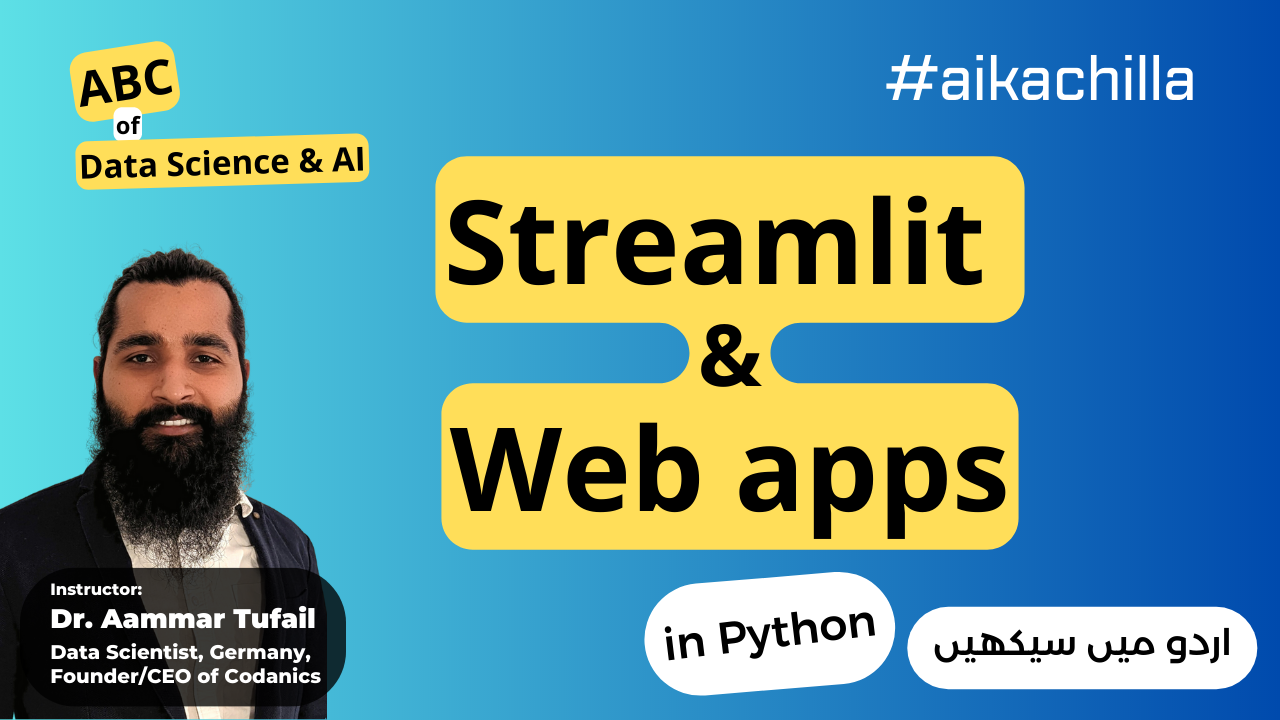 ABC
of
Data Science & AI
#aikachilla
Streamlit
&
Web apps
Instructor:
Dr. Aammar Tufail
Data Scientist, Germany,
Founder/CEO of Codanics
in Python
اردو میں سیکھیں